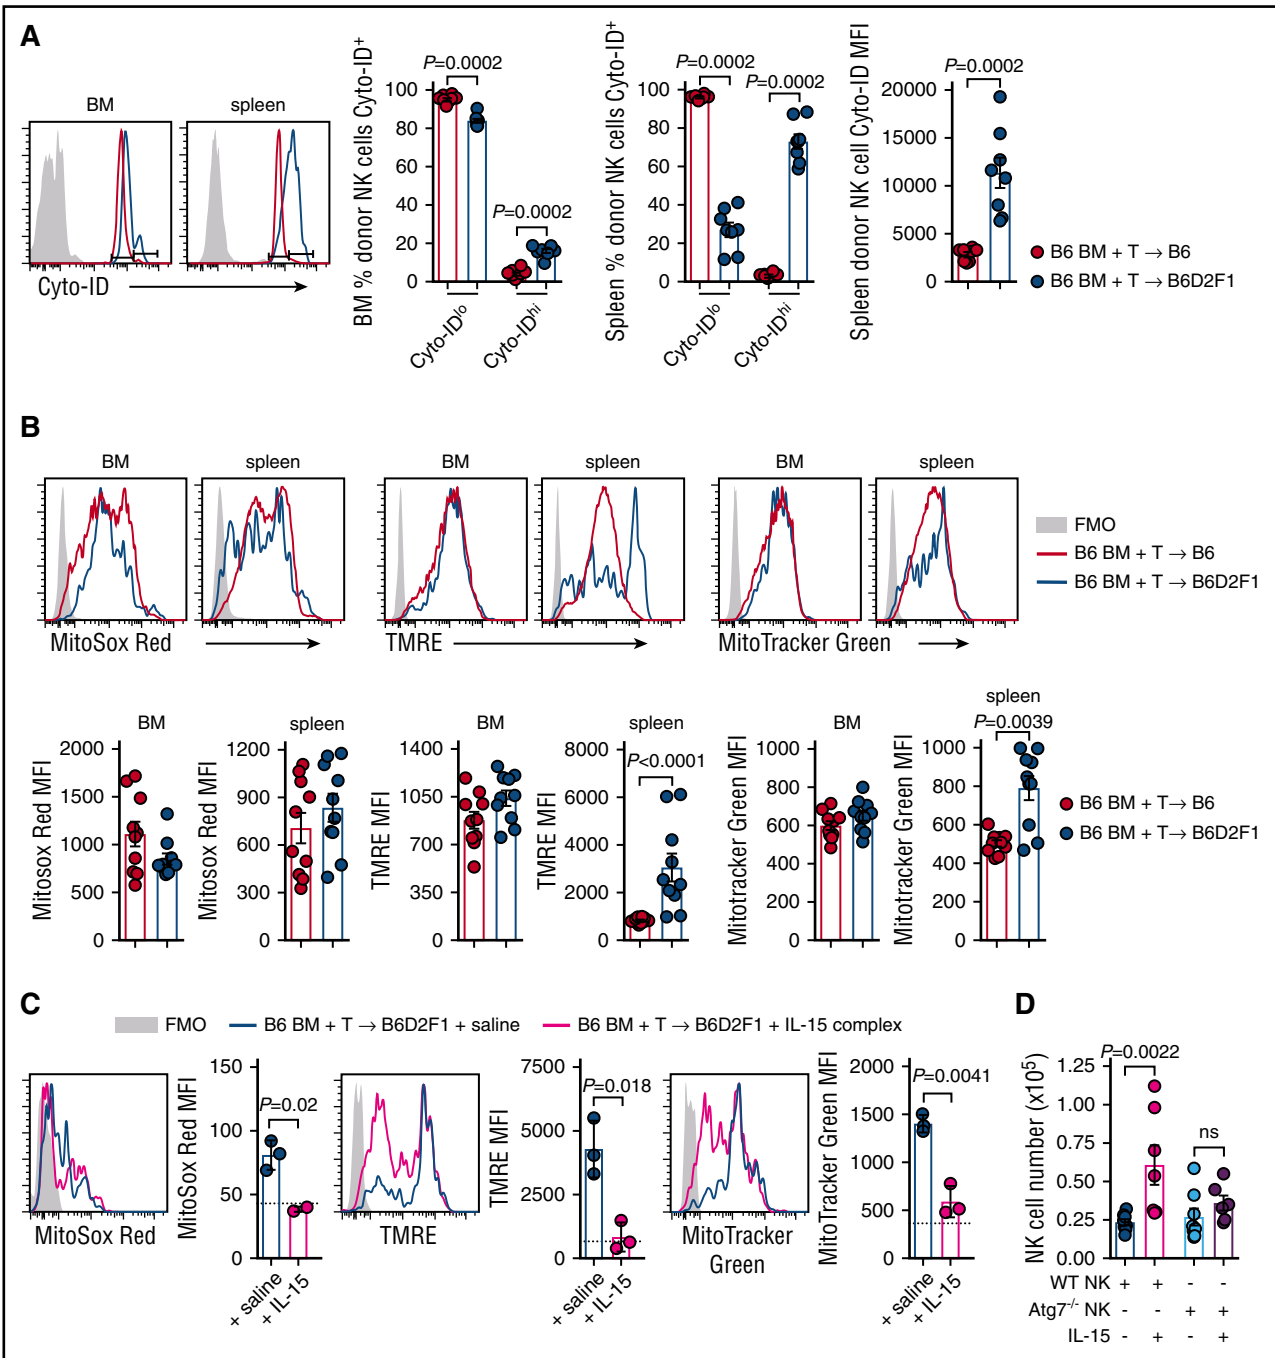 A
BM
spleen
Cyto-ID
BM % donor NK cells Cyto-ID+
P=0.0002
P=0.0002
100
80
60
40
20
0
Cyto-IDlo
Cyto-IDhi
Spleen % donor NK cells Cyto-ID+
P=0.0002
P=0.0002
100
80
60
40
20
0
Cyto-IDlo
Cyto-IDhi
Spleen donor NK cell Cyto-ID MFI
P=0.0002
20000
15000
10000
5000
0
B6 BM + T → B6
B6 BM + T → B6D2F1
B
BM
spleen
BM
spleen
BM
spleen
MitoSox Red
TMRE
MitoTracker Green
FMO
B6 BM + T → B6
B6 BM + T → B6D2F1
BM
Mitosox Red MFI
2000
1500
1000
500
0
spleen
Mitosox Red MFI
1200
900
600
300
0
BM
TMRE MFI
1400
1050
700
350
0
spleen
TMRE MFI
P<0.0001
8000
6000
4000
2000
0
BM
Mitotracker Green MFI
1000
800
600
400
200
0
spleen
Mitotracker Green MFI
P=0.0039
1000
800
600
400
200
0
B6 BM + T → B6
B6 BM + T → B6D2F1
C
FMO
B6 BM + T → B6D2F1 + saline
B6 BM + T → B6D2F1 + IL-15 complex
MitoSox Red
MitoSox Red MFI
150
100
50
0
P=0.02
+ saline
+ IL-15
TMRE
TMRE MFI
7500
5000
2500
0
P=0.018
+ saline
+ IL-15
MitoTracker
Green
MitoTracker Green MFI
2000
1500
1000
500
0
P=0.0041
+ saline
+ IL-15
D
NK cell number (x105)
P=0.0022
ns
1.25
1.00
0.75
0.50
0.25
0.00
WT NK + + - -
Atg7-/- NK - - + +
IL-15 - + - +